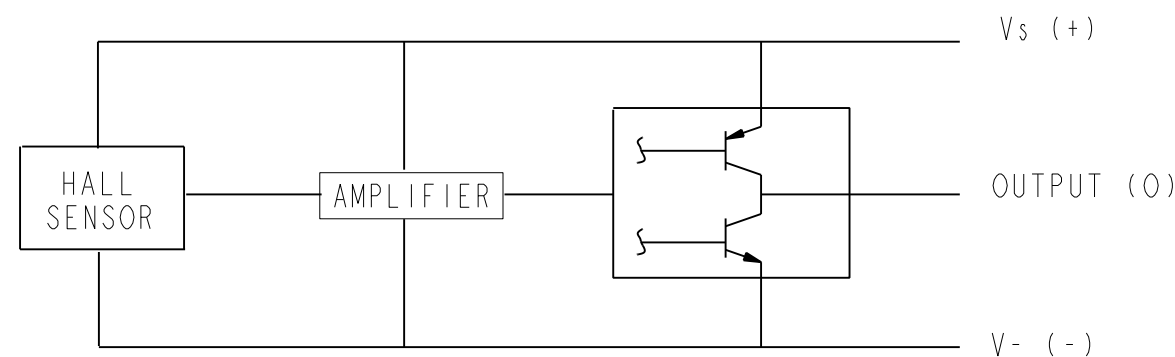 Vs (+)
HALL
SENSOR
AMPLIFIER
OUTPUT (O)
V- (-)